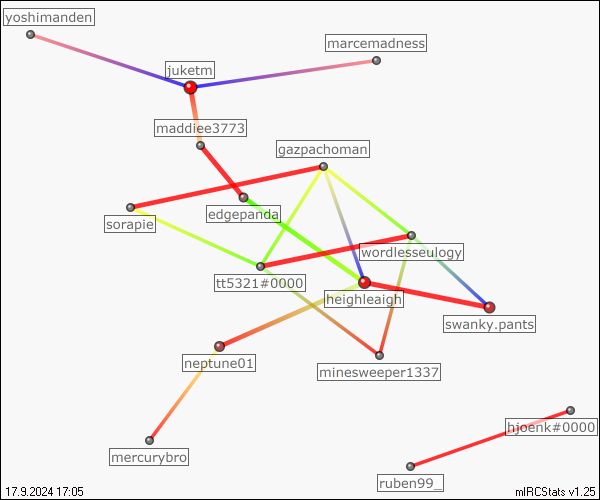 yoshimanden
marcemadness
juketm
maddiee3773
gazpachoman
edgepanda
sorapie
wordlesseulogy
tt5321#0000
heighleaigh
swanky.pants
neptune01
minesweeper1337
hjoenk#0000
mercurybro
ruben99_
17.9.2024 17:05
mIRCStats v1.25